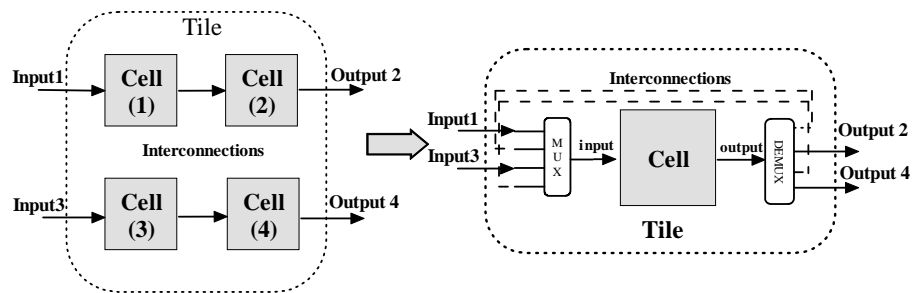 Tile
Input1
Cell
(1)
Cell
(2)
Output 2
Interconnections
Input3
Cell
(3)
Cell
(4)
Output 4
Interconnections
Input1
Input3
MUX
input
Cell
output
DEMUX
Output 2
Output 4
Tile